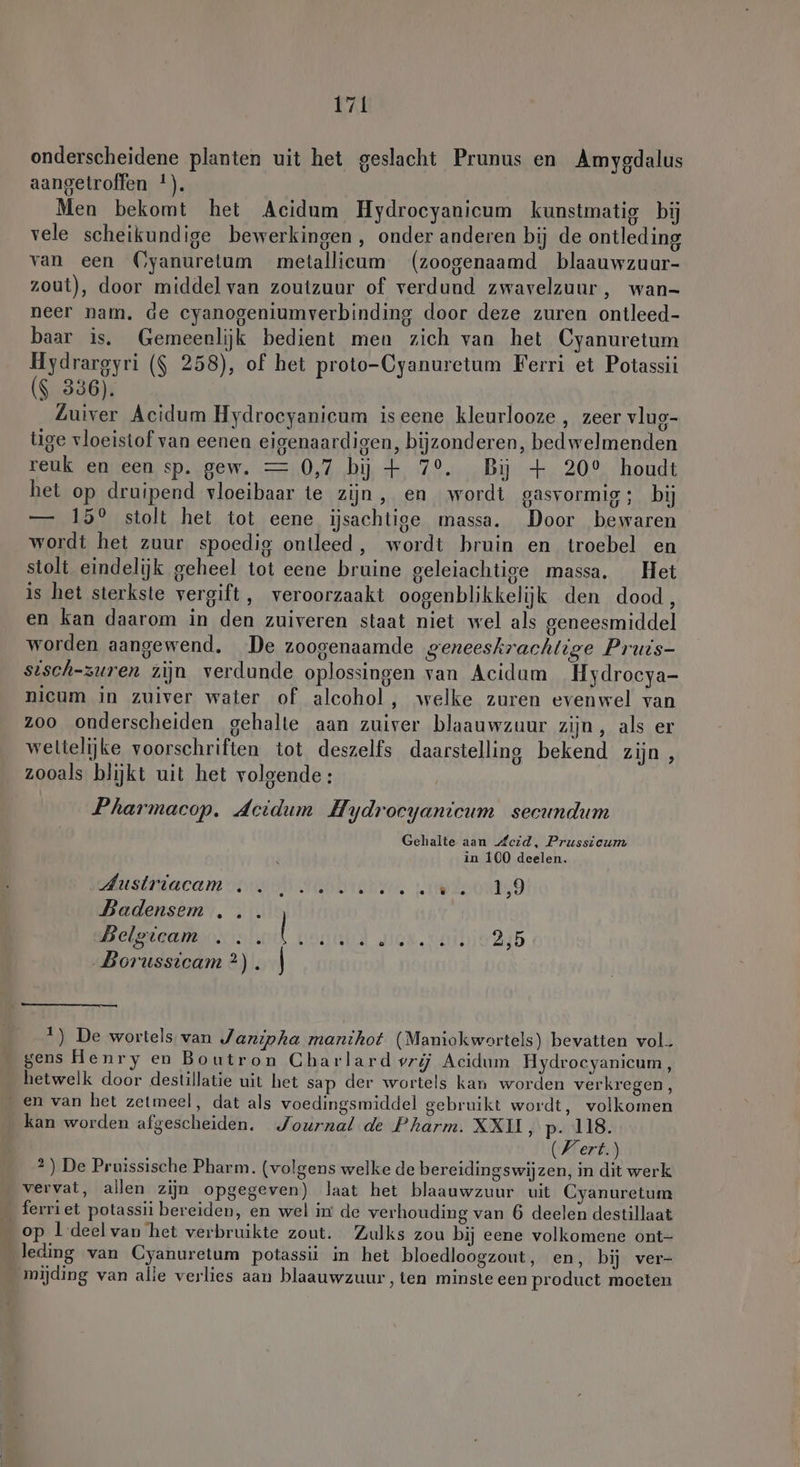 171
onderscheidene planten uit het geslacht Prunus en Amygdalus
aangetroffen ¹).
Men bekomt het Acidum Hydrocyanicum kunstmatig bij
vele scheikundige bewerkingen, onder anderen bij de ontleding
van een Cyanuretum metallicum (zoogenaamd blaauwzuur-
zout), door middel van zoutzuur of verdund zwavelzuur, wan-
neer nam. de cyanogeniumverbinding door deze zuren ontleed-
baar is. Gemeenlijk bedient men zich van het Cyanuretum
Hydrargyri (§ 258), of het proto-Cyanuretum Ferri et Potassii
(§ 336).
Zuiver Acidum Hydrocyanicum is eene kleurlooze, zeer vlug-
tige vloeistof van eenen eigenaardigen, bijzonderen, bedwelmenden
reuk en een sp. gew. = 0,7 bij + 7°. Bij + 20° houdt
het op druipend vloeibaar te zijn, en wordt gasvormig; bij
— 15° stolt het tot eene ijsachtige massa. Door bewaren
wordt het zuur spoedig ontleed, wordt bruin en troebel en
stolt eindelijk geheel tot eene bruine geleiachtige massa. Het
is het sterkste vergift, veroorzaakt oogenblikkelijk den dood,
en kan daarom in den zuiveren staat niet wel als geneesmiddel
worden aangewend. De zoogenaamde geneeskrachtige Pruis-
sisch-zuren zijn verdunde oplossingen van Acidum Hydrocya-
nicum in zuiver water of alcohol, welke zuren evenwel van
zoo onderscheiden gehalte aan zuiver blaauwzuur zijn, als er
wettelijke voorschriften tot deszelfs daarstelling bekend zijn,
zooals blijkt uit het volgende:
Pharmacop. Acidum Hydrocyanicum secundum
Gehalte aan Acid, Prussicum
in 100 deelen.
Austriacam . . . . . . . . . . . . 1,9
Badensem . . .
Belgicam . . . { . . . . . . . . . 2,5
Borussicam ²).
¹) De wortels van Janipha manihot (Maniokwortels) bevatten vol-
gens Henry en Boutron Charlard vrij Acidum Hydrocyanicum,
hetwelk door destillatie uit het sap der wortels kan worden verkregen,
en van het zetmeel, dat als voedingsmiddel gebruikt wordt, volkomen
kan worden afgescheiden. Journal de Pharm. XXII, p. 118.
(Vert.)
²) De Pruissische Pharm. (volgens welke de bereidingswijzen, in dit werk
vervat, allen zijn opgegeven) laat het blaauwzuur uit Cyanuretum
ferri et potassii bereiden, en wel in de verhouding van 6 deelen destillaat
op 1 deel van het verbruikte zout. Zulks zou bij eene volkomene ont-
leding van Cyanuretum potassii in het bloedloogzout, en, bij ver-
mijding van alle verlies aan blaauwzuur, ten minste een product moeten